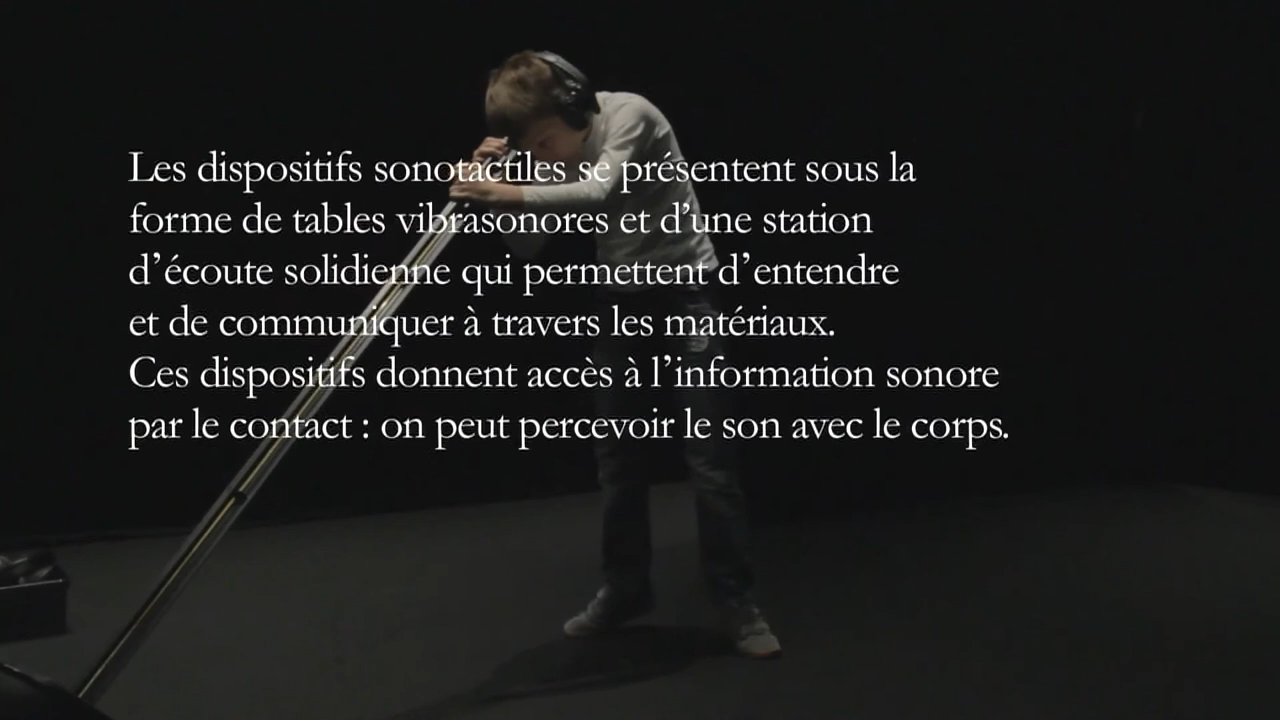 Les dispositifs sonotactiles se présentent sous la
forme de tables vibrasonores et d’une station
d’écoute solidienne qui permettent d’entendre
et de communiquer à travers les matériaux.
Ces dispositifs donnent accès à l’information sonore
par le contact : on peut percevoir le son avec le corps.